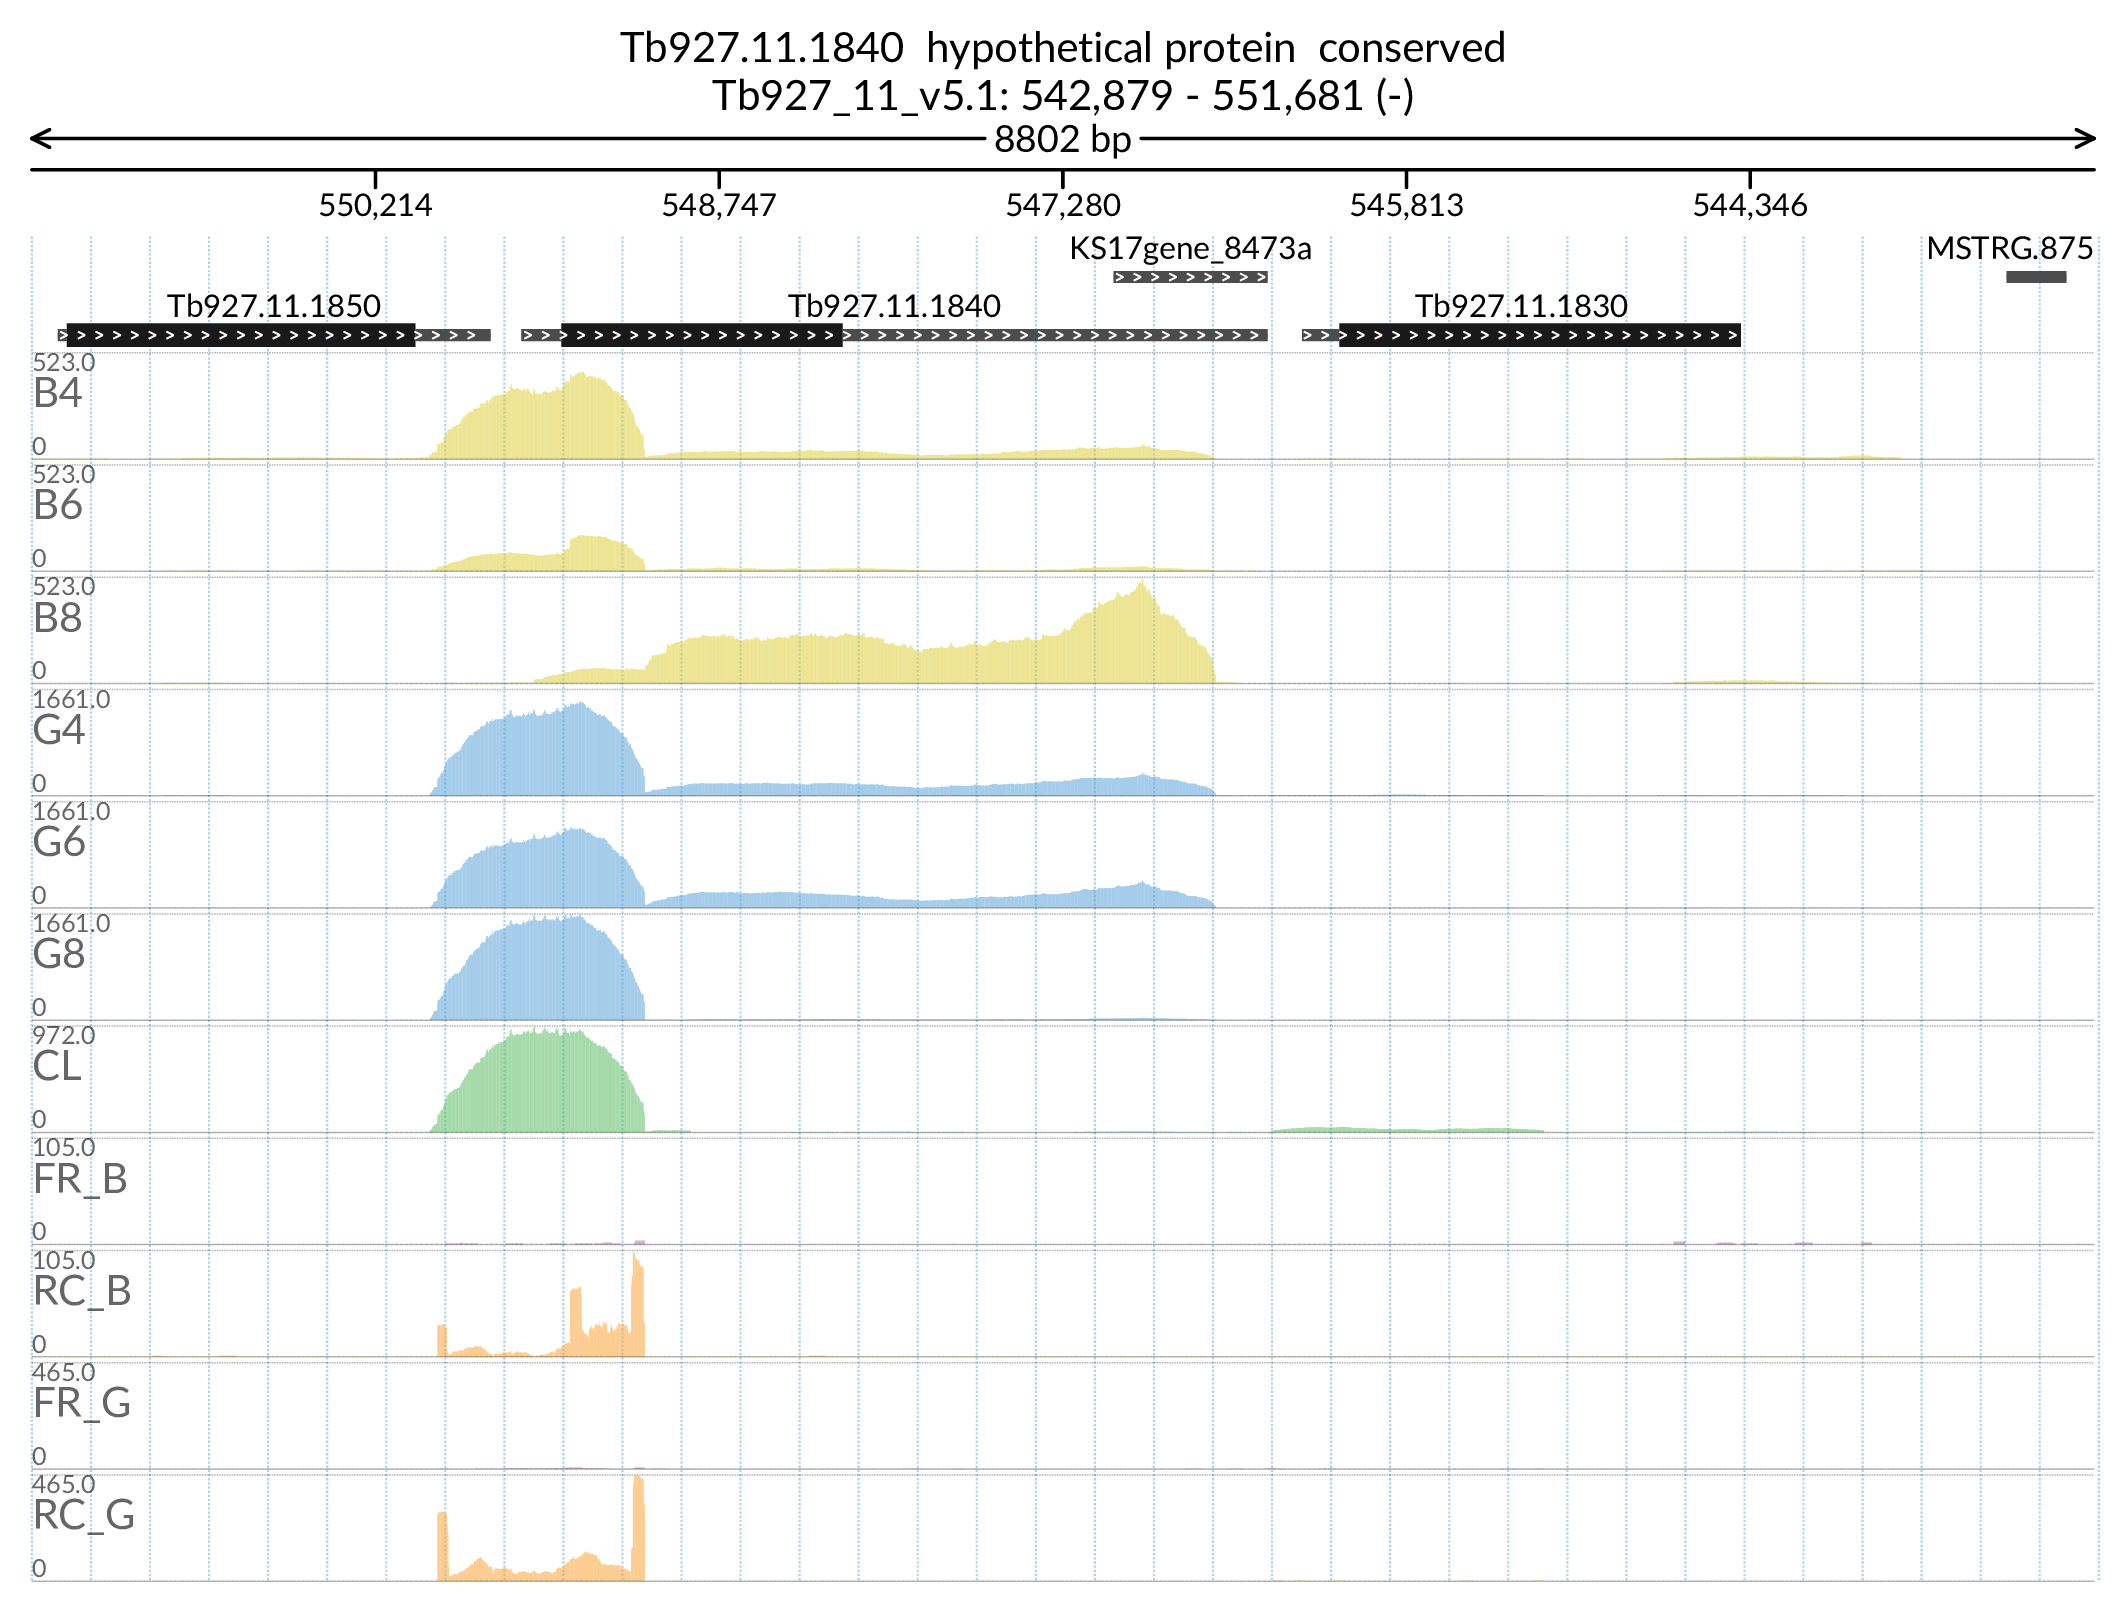 Tb927.11.1840 hypothetical protein conserved
Tb927_11_v5.1: 542,879 - 551,681 (-)
8802 bp
550,214 548,747 547,280 545,813 544,346
KS17gene_8473a MSTRG.875
Tb927.11.1850 Tb927.11.1840 Tb927.11.1830
523.0
B4
0
523.0
B6
0
523.0
B8
0
1661.0
G4
0
1661.0
G6
0
1661.0
G8
0
972.0
CL
0
105.0
FR_B
0
105.0
RC_B
0
465.0
FR_G
0
465.0
RC_G
0